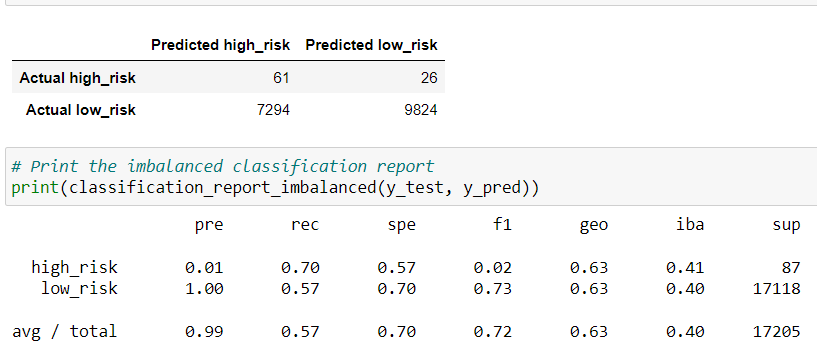 Predicted high_risk Predicted low_risk
Actual high_risk 61 26
Actual low_risk 7294 9824
# Print the imbalanced classification report
print(classification_report_imbalanced(y_test, y_pred))
pre rec spe f1 geo iba sup
high_risk 0.01 0.70 0.57 0.02 0.63 0.41 87
low_risk 1.00 0.57 0.70 0.73 0.63 0.40 17118
avg / total 0.99 0.57 0.70 0.72 0.63 0.40 17205